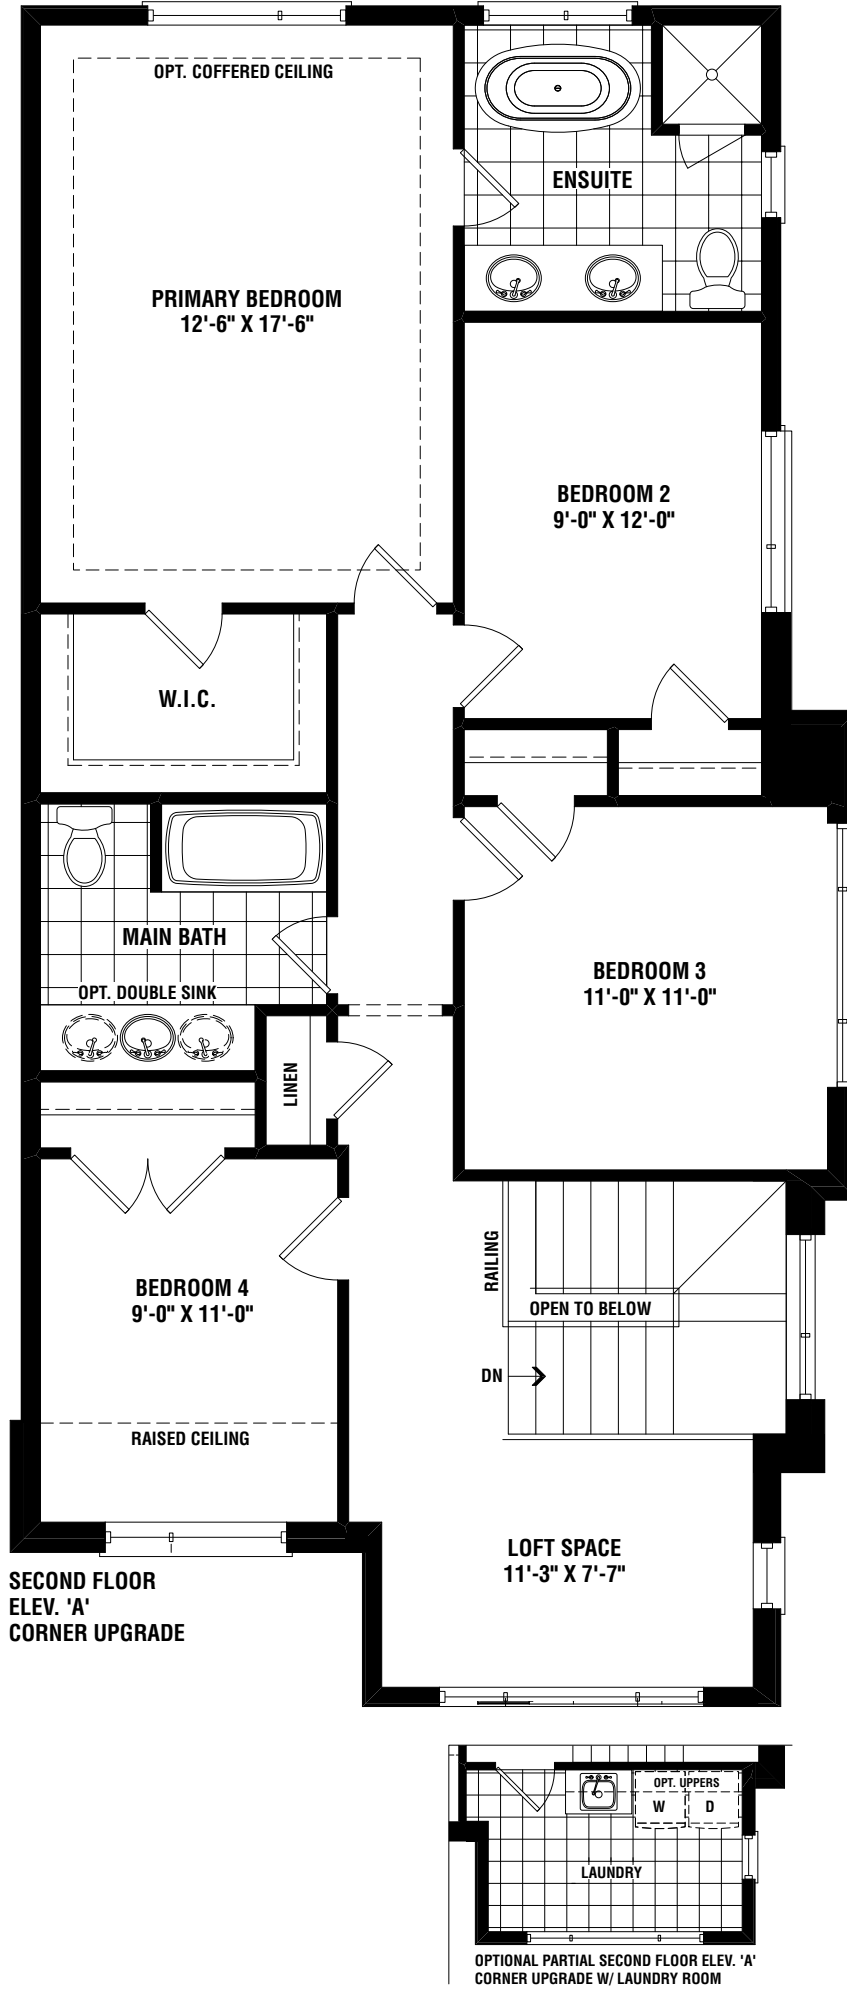 OPT. COFFERED CEILING
ENSUITE
PRIMARY BEDROOM
12'-6" X 17'-6"
BEDROOM 2
9'-0" X 12'-0"
W.I.C.
MAIN BATH
BEDROOM 3
11'-0" X 11'-0"
OPT. DOUBLE SINK
LINEN
RAILING
BEDROOM 4
9'-0" X 11'-0"
OPEN TO BELOW
DN
RAISED CEILING
LOFT SPACE
11'-3" X 7'-7"
SECOND FLOOR
ELEV. 'A'
CORNER UPGRADE
OPT. UPPERS
W D
LAUNDRY
OPTIONAL PARTIAL SECOND FLOOR ELEV. 'A'
CORNER UPGRADE W/ LAUNDRY ROOM